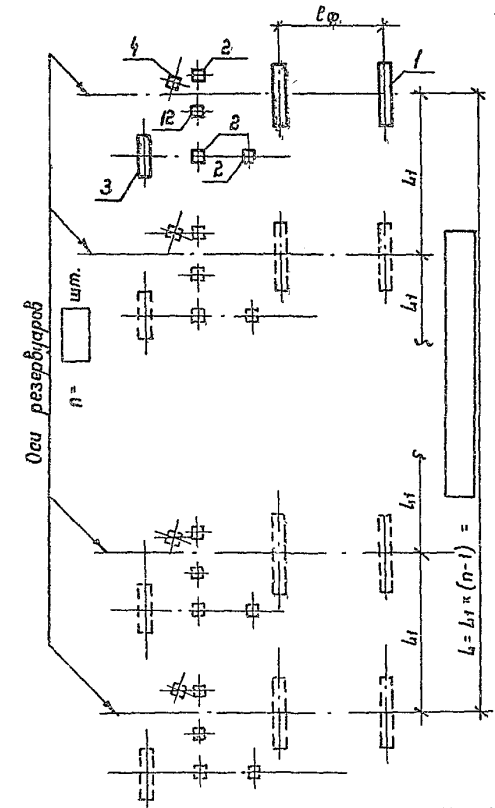 lф.
4
2
1
12
2
2
3
L1
L1
Оси резервуаров
n=
шт.
L1
L1
L = L1 × (n-1) =